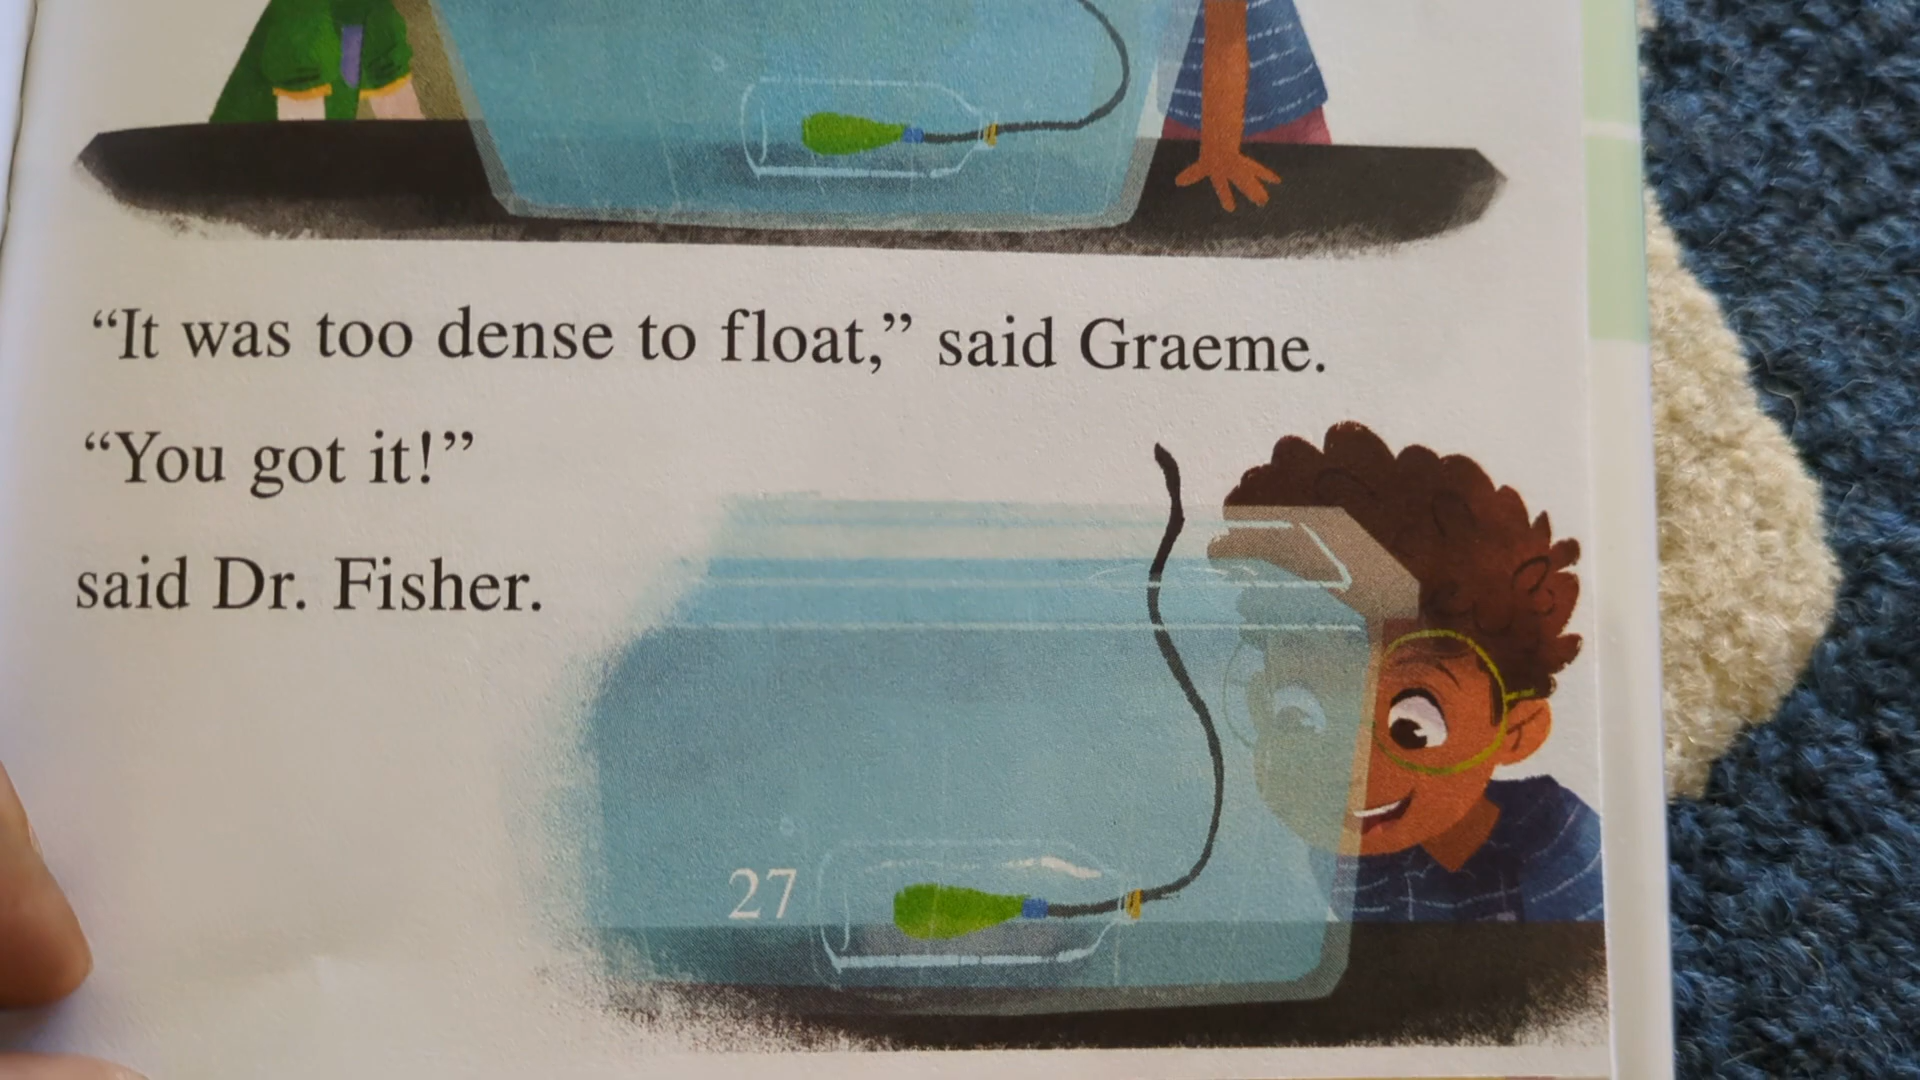 “It was too dense to float,” said Graeme.
“You got it!”
said Dr. Fisher.
27